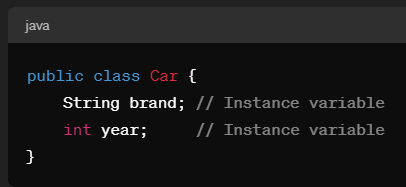 java
public class Car {
    String brand; // Instance variable
    int year;     // Instance variable
}